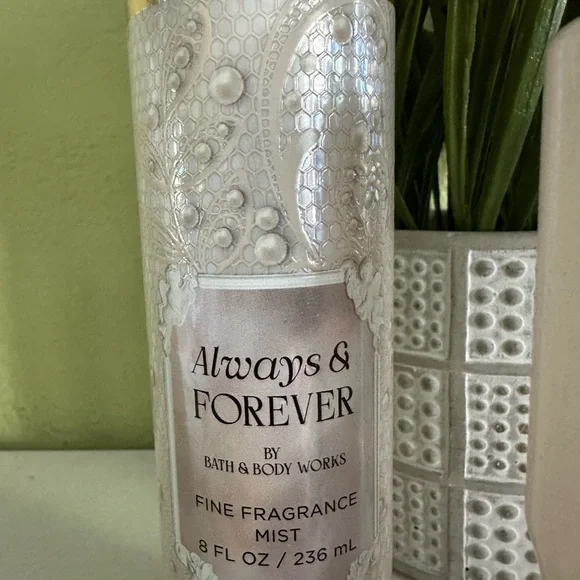 Always &
FOREVER
BY
BATH & BODY WORKS
FINE FRAGRANCE
MIST
8 FL OZ / 236 mL